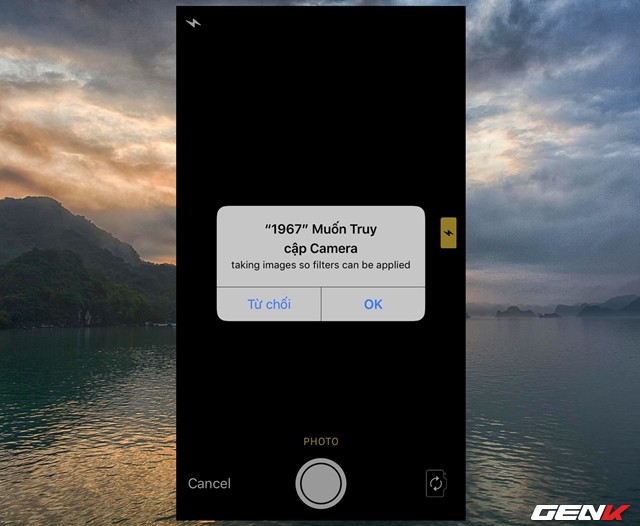 “1967” Muốn Truy
cập Camera
taking images so filters can be applied
Từ chối
OK
PHOTO
Cancel
GENK